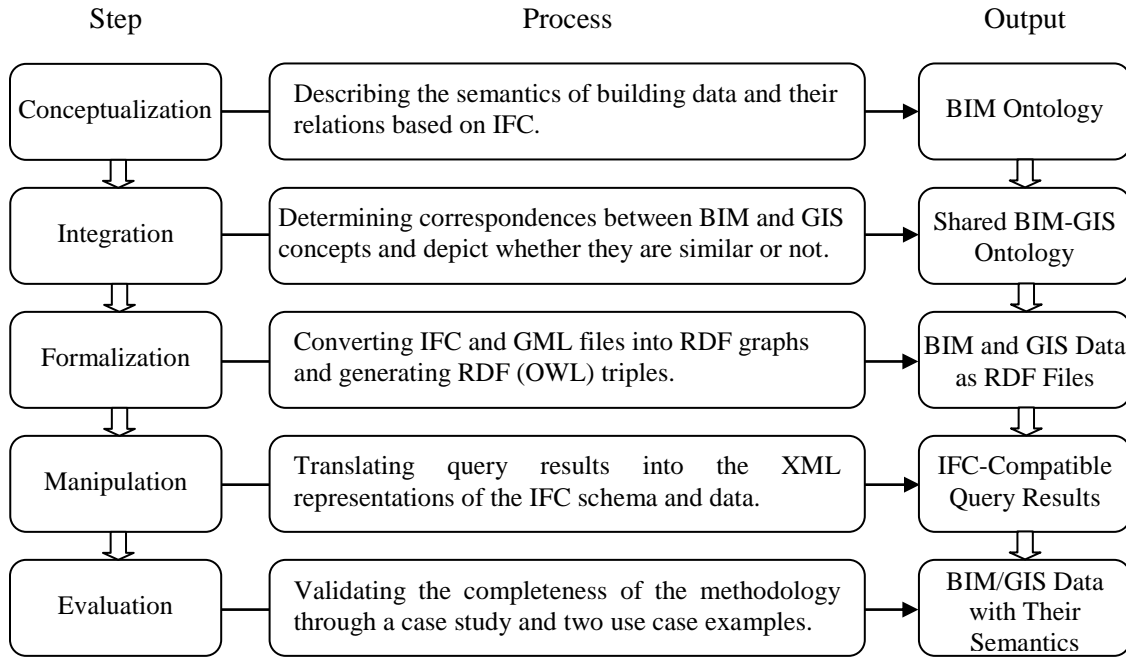 Step
Process
Output
Conceptualization
Describing the semantics of building data and their
relations based on IFC.
BIM Ontology
Integration
Determining correspondences between BIM and GIS
concepts and depict whether they are similar or not.
Shared BIM-GIS
Ontology
Formalization
Converting IFC and GML files into RDF graphs
and generating RDF (OWL) triples.
BIM and GIS Data
as RDF Files
Manipulation
Translating query results into the XML
representations of the IFC schema and data.
IFC-Compatible
Query Results
Evaluation
Validating the completeness of the methodology
through a case study and two use case examples.
BIM/GIS Data
with Their
Semantics